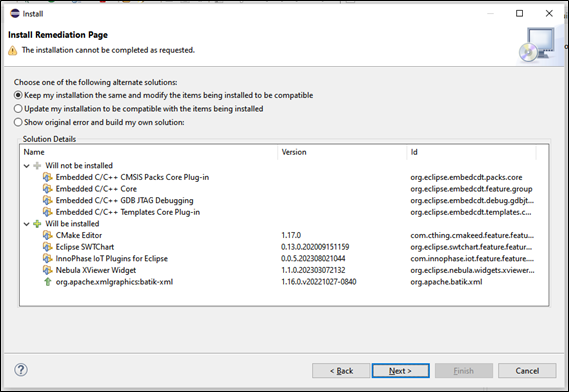 Install
Install Remediation Page
The installation cannot be completed as requested.
Choose one of the following alternate solutions:
Keep my installation the same and modify the items being installed to be compatible
Update my installation to be compatible with the items being installed
Show original error and build my own solution:
Solution Details
Name Version Id
Will not be installed
Embedded C/C++ CMSIS Packs Core Plug-in org.eclipse.embedcdt.packs.core
Embedded C/C++ Core org.eclipse.embedcdt.feature.group
Embedded C/C++ GDB JTAG Debugging org.eclipse.embedcdt.debug.gdbjt...
Embedded C/C++ Templates Core Plug-in org.eclipse.embedcdt.templates.c...
Will be installed
CMake Editor 1.17.0 com.cthing.cmakeed.feature.featu...
Eclipse SWTChart 0.13.0.202009151159 org.eclipse.swtchart.feature.feature...
InnoPhase IoT Plugins for Eclipse 0.0.5.202308021044 com.innophase.iot.feature.feature....
Nebula XViewer Widget 1.1.0.202303072132 org.eclipse.nebula.widgets.xviewer...
org.apache.xmlgraphics:batik-xml 1.16.0.v20221027-0840 org.apache.batik.xml
< Back Next > Finish Cancel